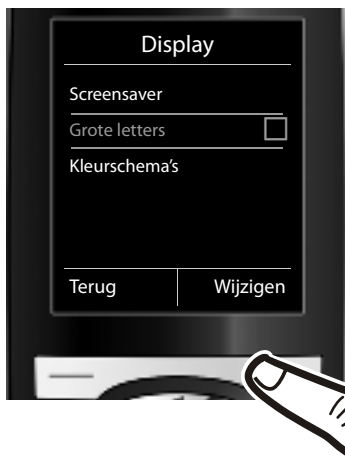 Display
Screensaver
Grote letters
Kleurschema's
Terug Wijzigen